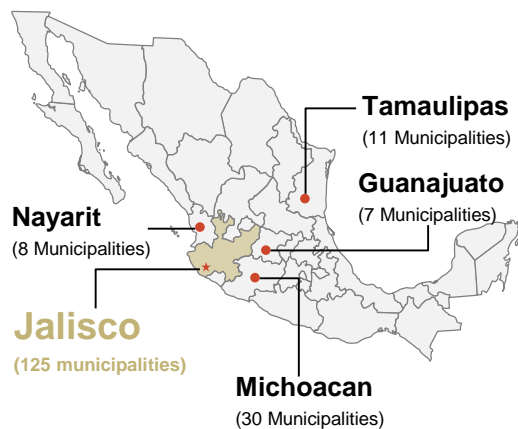 Tamaulipas
(11 Municipalities)
Guanajuato
(7 Municipalities)
Nayarit
(8 Municipalities)
Jalisco
(125 municipalities)
Michoacan
(30 Municipalities)